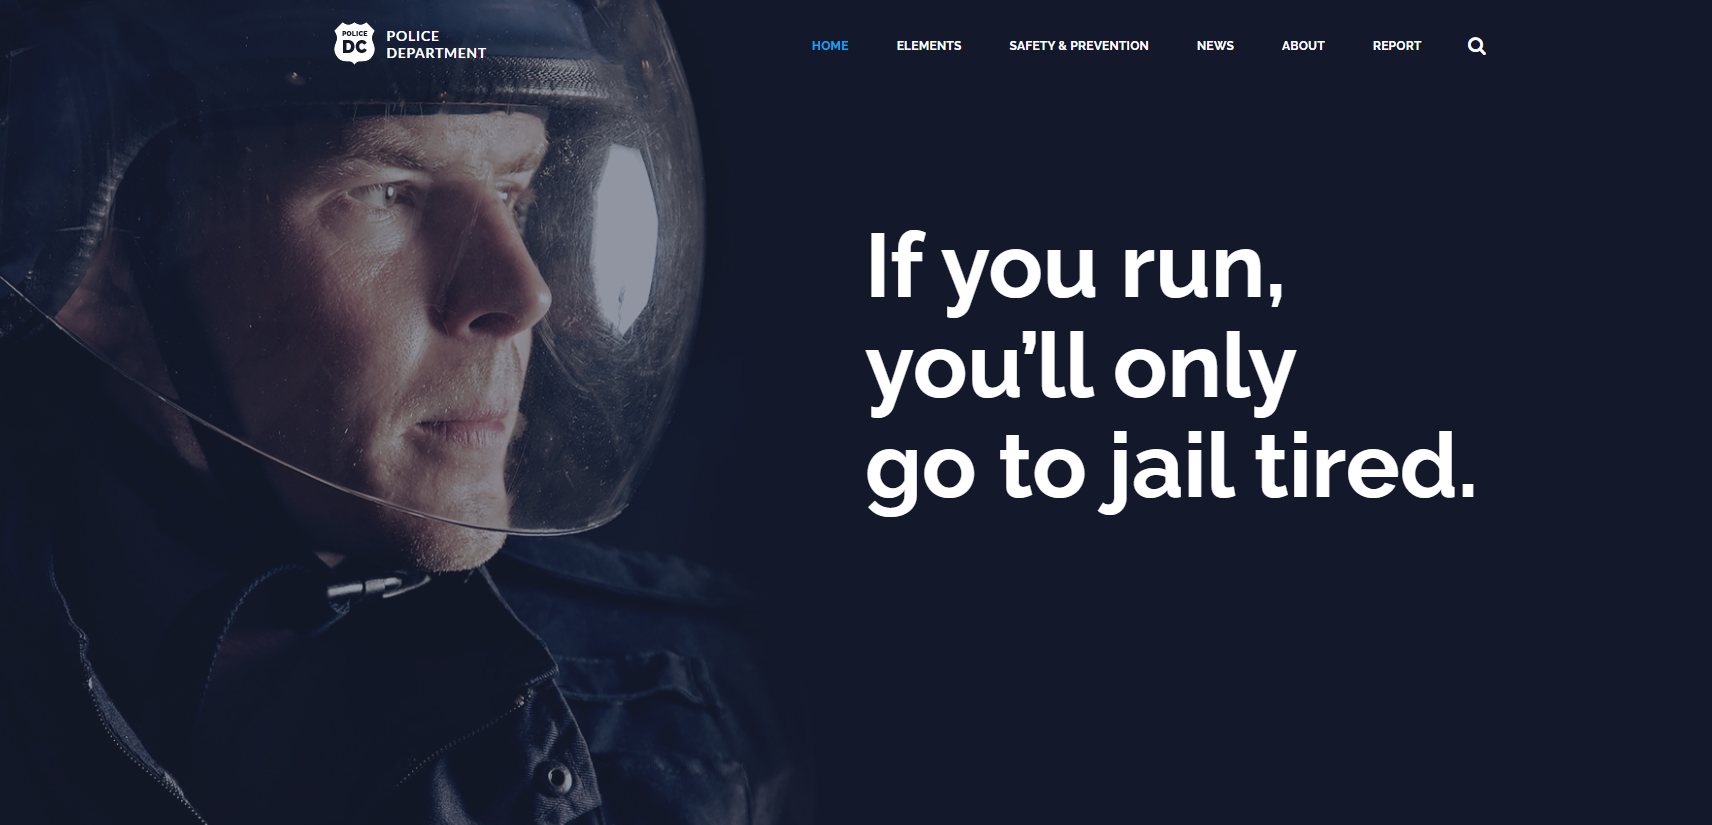 POLICE
DC
POLICE
DEPARTMENT
HOME ELEMENTS SAFETY & PREVENTION NEWS ABOUT REPORT
If you run,
you’ll only
go to jail tired.